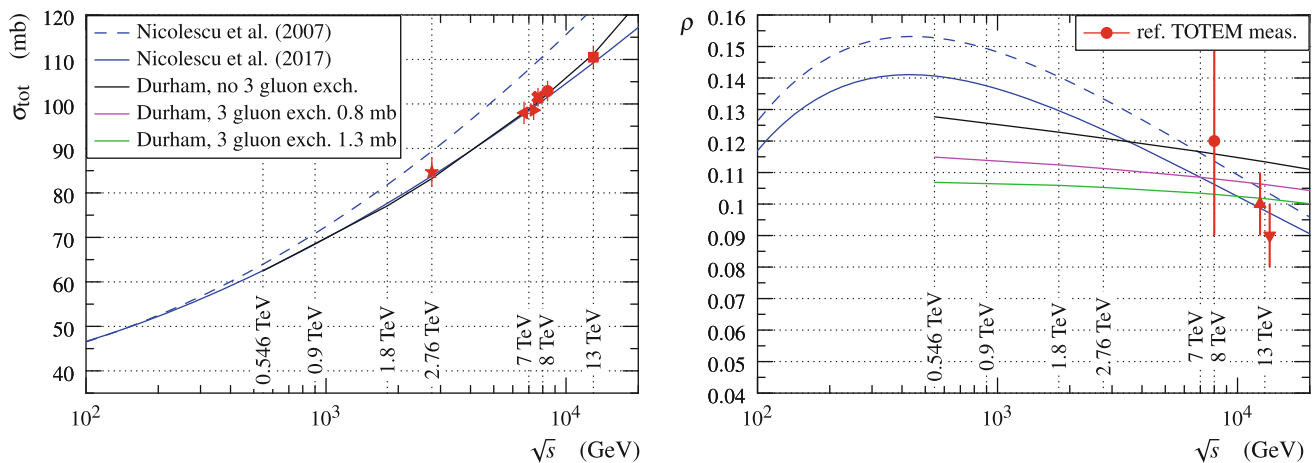 σtot (mb)
120
110
100
90
80
70
60
50
40
Nicolescu et al. (2007)
Nicolescu et al. (2017)
Durham, no 3 gluon exch.
Durham, 3 gluon exch. 0.8 mb
Durham, 3 gluon exch. 1.3 mb
0.546 TeV
0.9 TeV
1.8 TeV
2.76 TeV
7 TeV
8 TeV
13 TeV
10²
10³
10⁴
√s (GeV)
ρ
0.16
0.15
0.14
0.13
0.12
0.11
0.1
0.09
0.08
0.07
0.06
0.05
0.04
ref. TOTEM meas.
0.546 TeV
0.9 TeV
1.8 TeV
2.76 TeV
7 TeV
8 TeV
13 TeV
10²
10³
10⁴
√s (GeV)